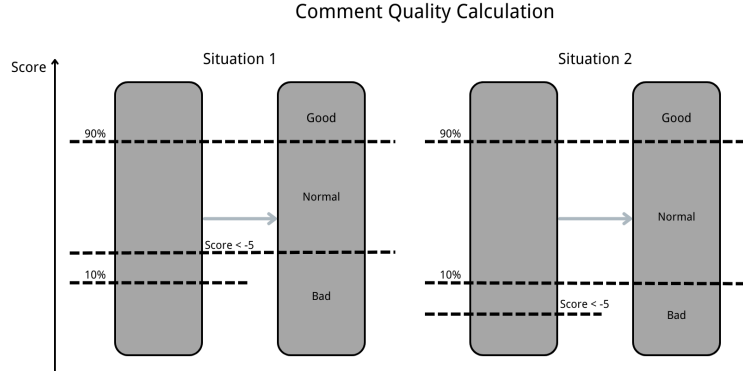 Comment Quality Calculation
Score
Situation 1
90%
Good
Normal
Score < -5
10%
Bad
Situation 2
90%
Good
Normal
10%
Score < -5
Bad